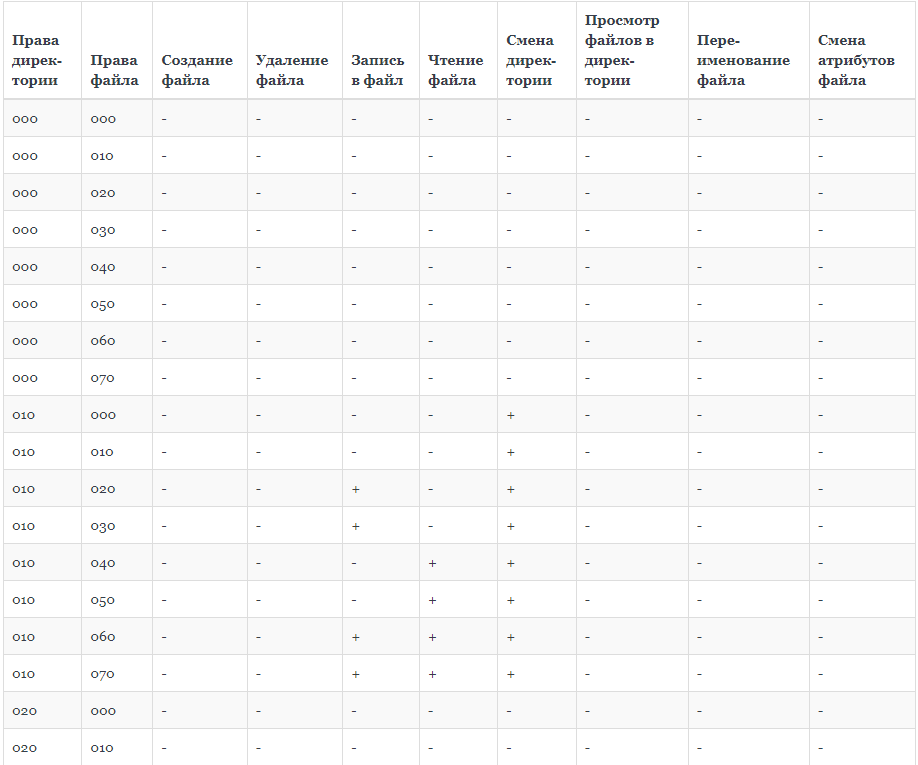 Права директории | Права файла | Создание файла | Удаление файла | Запись в файл | Чтение файла | Смена дирек-тории | Просмотр файлов в дирек-тории | Пере-именование файла | Смена атрибутов файла
000 | 000 | - | - | - | - | - | - | - | -
000 | 010 | - | - | - | - | - | - | - | -
000 | 020 | - | - | - | - | - | - | - | -
000 | 030 | - | - | - | - | - | - | - | -
000 | 040 | - | - | - | - | - | - | - | -
000 | 050 | - | - | - | - | - | - | - | -
000 | 060 | - | - | - | - | - | - | - | -
000 | 070 | - | - | - | - | - | - | - | -
010 | 000 | - | - | - | - | + | - | - | -
010 | 010 | - | - | - | - | + | - | - | -
010 | 020 | - | - | + | - | + | - | - | -
010 | 030 | - | - | + | - | + | - | - | -
010 | 040 | - | - | - | + | + | - | - | -
010 | 050 | - | - | - | + | + | - | - | -
010 | 060 | - | - | + | + | + | - | - | -
010 | 070 | - | - | + | + | + | - | - | -
020 | 000 | - | - | - | - | - | - | - | -
020 | 010 | - | - | - | - | - | - | - | -